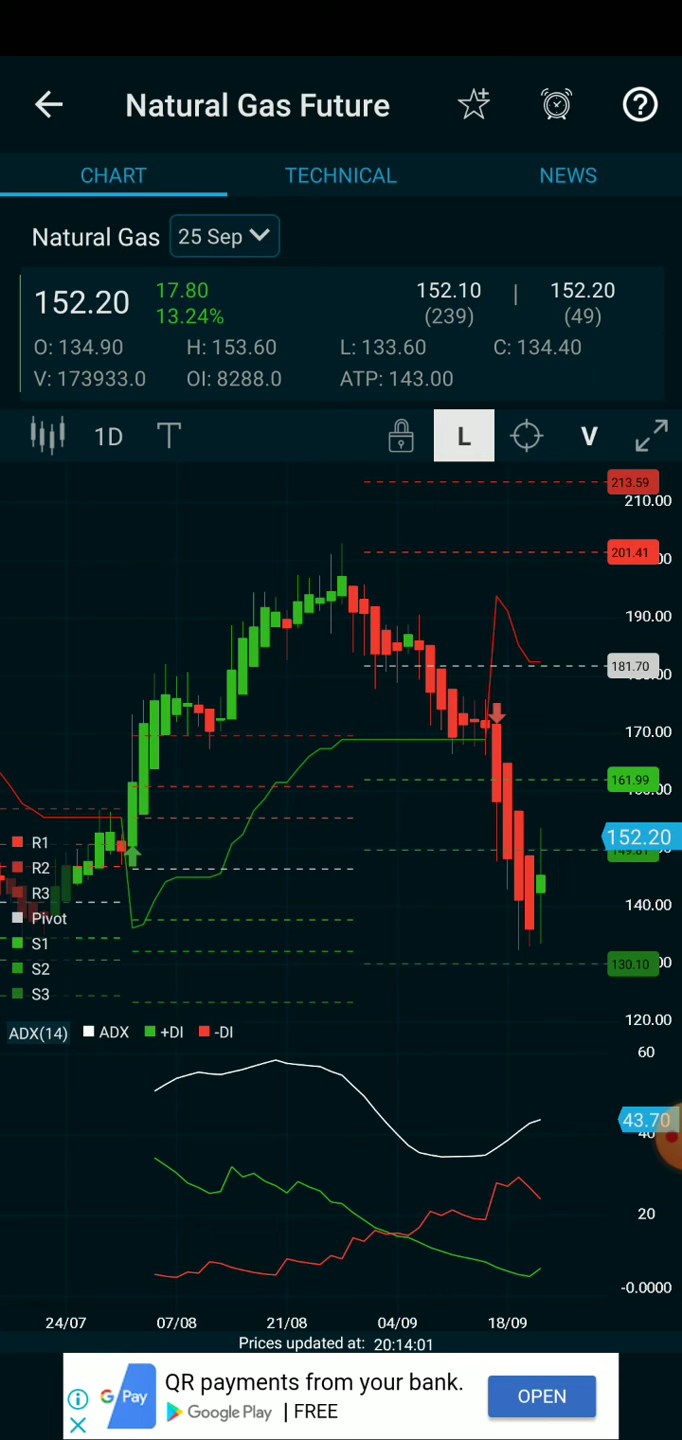 Natural Gas Future
CHART TECHNICAL NEWS
Natural Gas 25 Sep
152.20 17.80 13.24% 152.10 (239) | 152.20 (49)
O: 134.90 H: 153.60 L: 133.60 C: 134.40
V: 173933.0 OI: 8288.0 ATP: 143.00
1D T L V
213.59
210.00
201.41
190.00
181.70
170.00
161.99
152.20
R1
R2
R3
140.00
Pivot
S1
S2
130.10
S3
120.00
ADX(14) ADX +DI -DI
60
43.70
40
20
-0.0000
24/07 07/08 21/08 04/09 18/09
Prices updated at: 20:14:01
G Pay
QR payments from your bank.
Google Play | FREE
OPEN